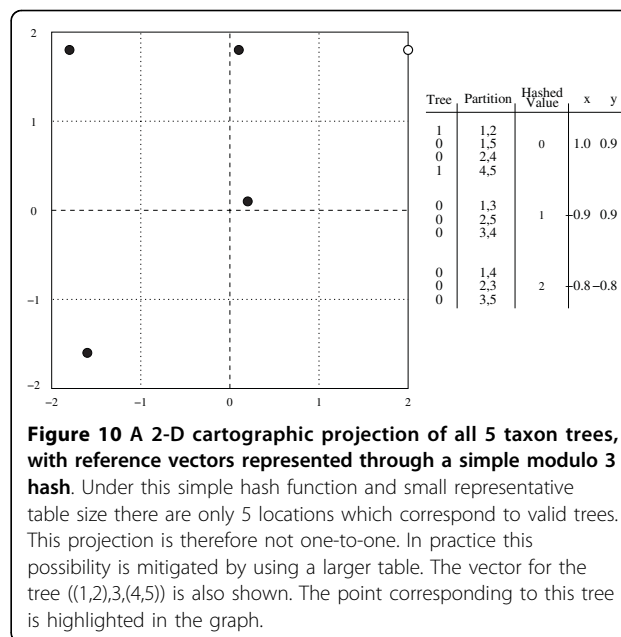 2
1
0
−1
−2
−2
−1
0
1
2
Tree Partition Hashed Value x y
1 1,2
0 1,5 0 1.0 0.9
0 2,4
1 4,5
0 1,3
0 2,5 1 −0.9 0.9
0 3,4
0 1,4
0 2,3 2 −0.8 −0.8
0 3,5
Figure 10 A 2-D cartographic projection of all 5 taxon trees,
with reference vectors represented through a simple modulo 3
hash. Under this simple hash function and small representative
table size there are only 5 locations which correspond to valid trees.
This projection is therefore not one-to-one. In practice this
possibility is mitigated by using a larger table. The vector for the
tree ((1,2),3,(4,5)) is also shown. The point corresponding to this tree
is highlighted in the graph.